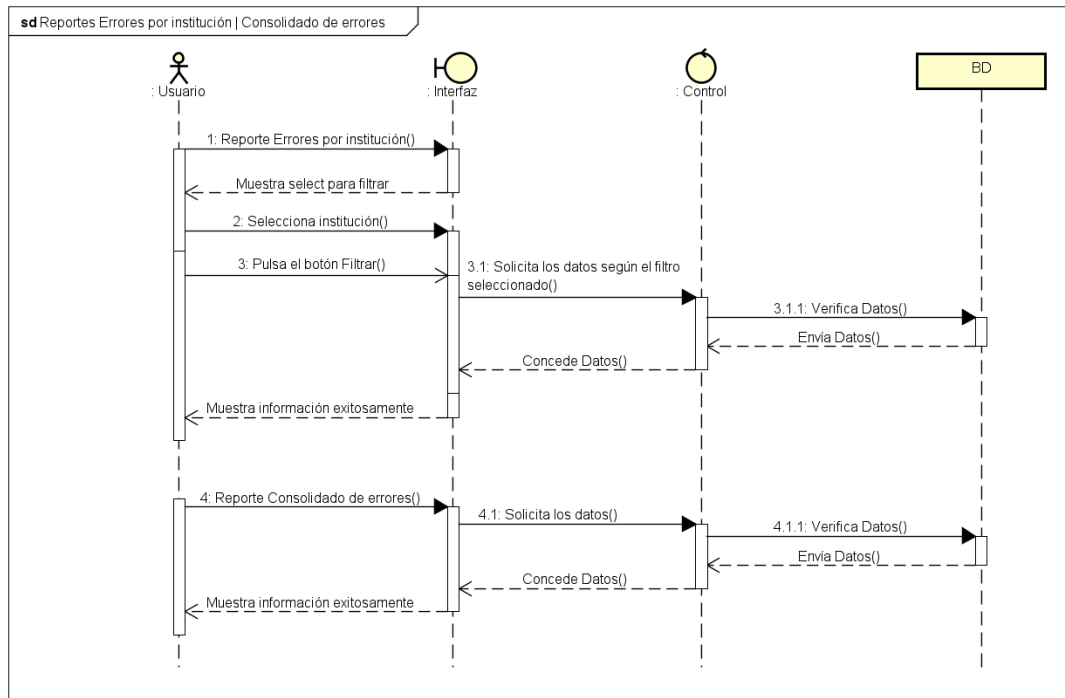 sd Reportes Errores por institución | Consolidado de errores
: Usuario
: Interfaz
: Control
BD
1: Reporte Errores por institución()
Muestra select para filtrar
2: Selecciona institución()
3: Pulsa el botón Filtrar()
3.1: Solicita los datos según el filtro
seleccionado()
3.1.1: Verifica Datos()
Envía Datos()
Concede Datos()
Muestra información exitosamente
4: Reporte Consolidado de errores()
4.1: Solicita los datos()
4.1.1: Verifica Datos()
Envía Datos()
Concede Datos()
Muestra información exitosamente